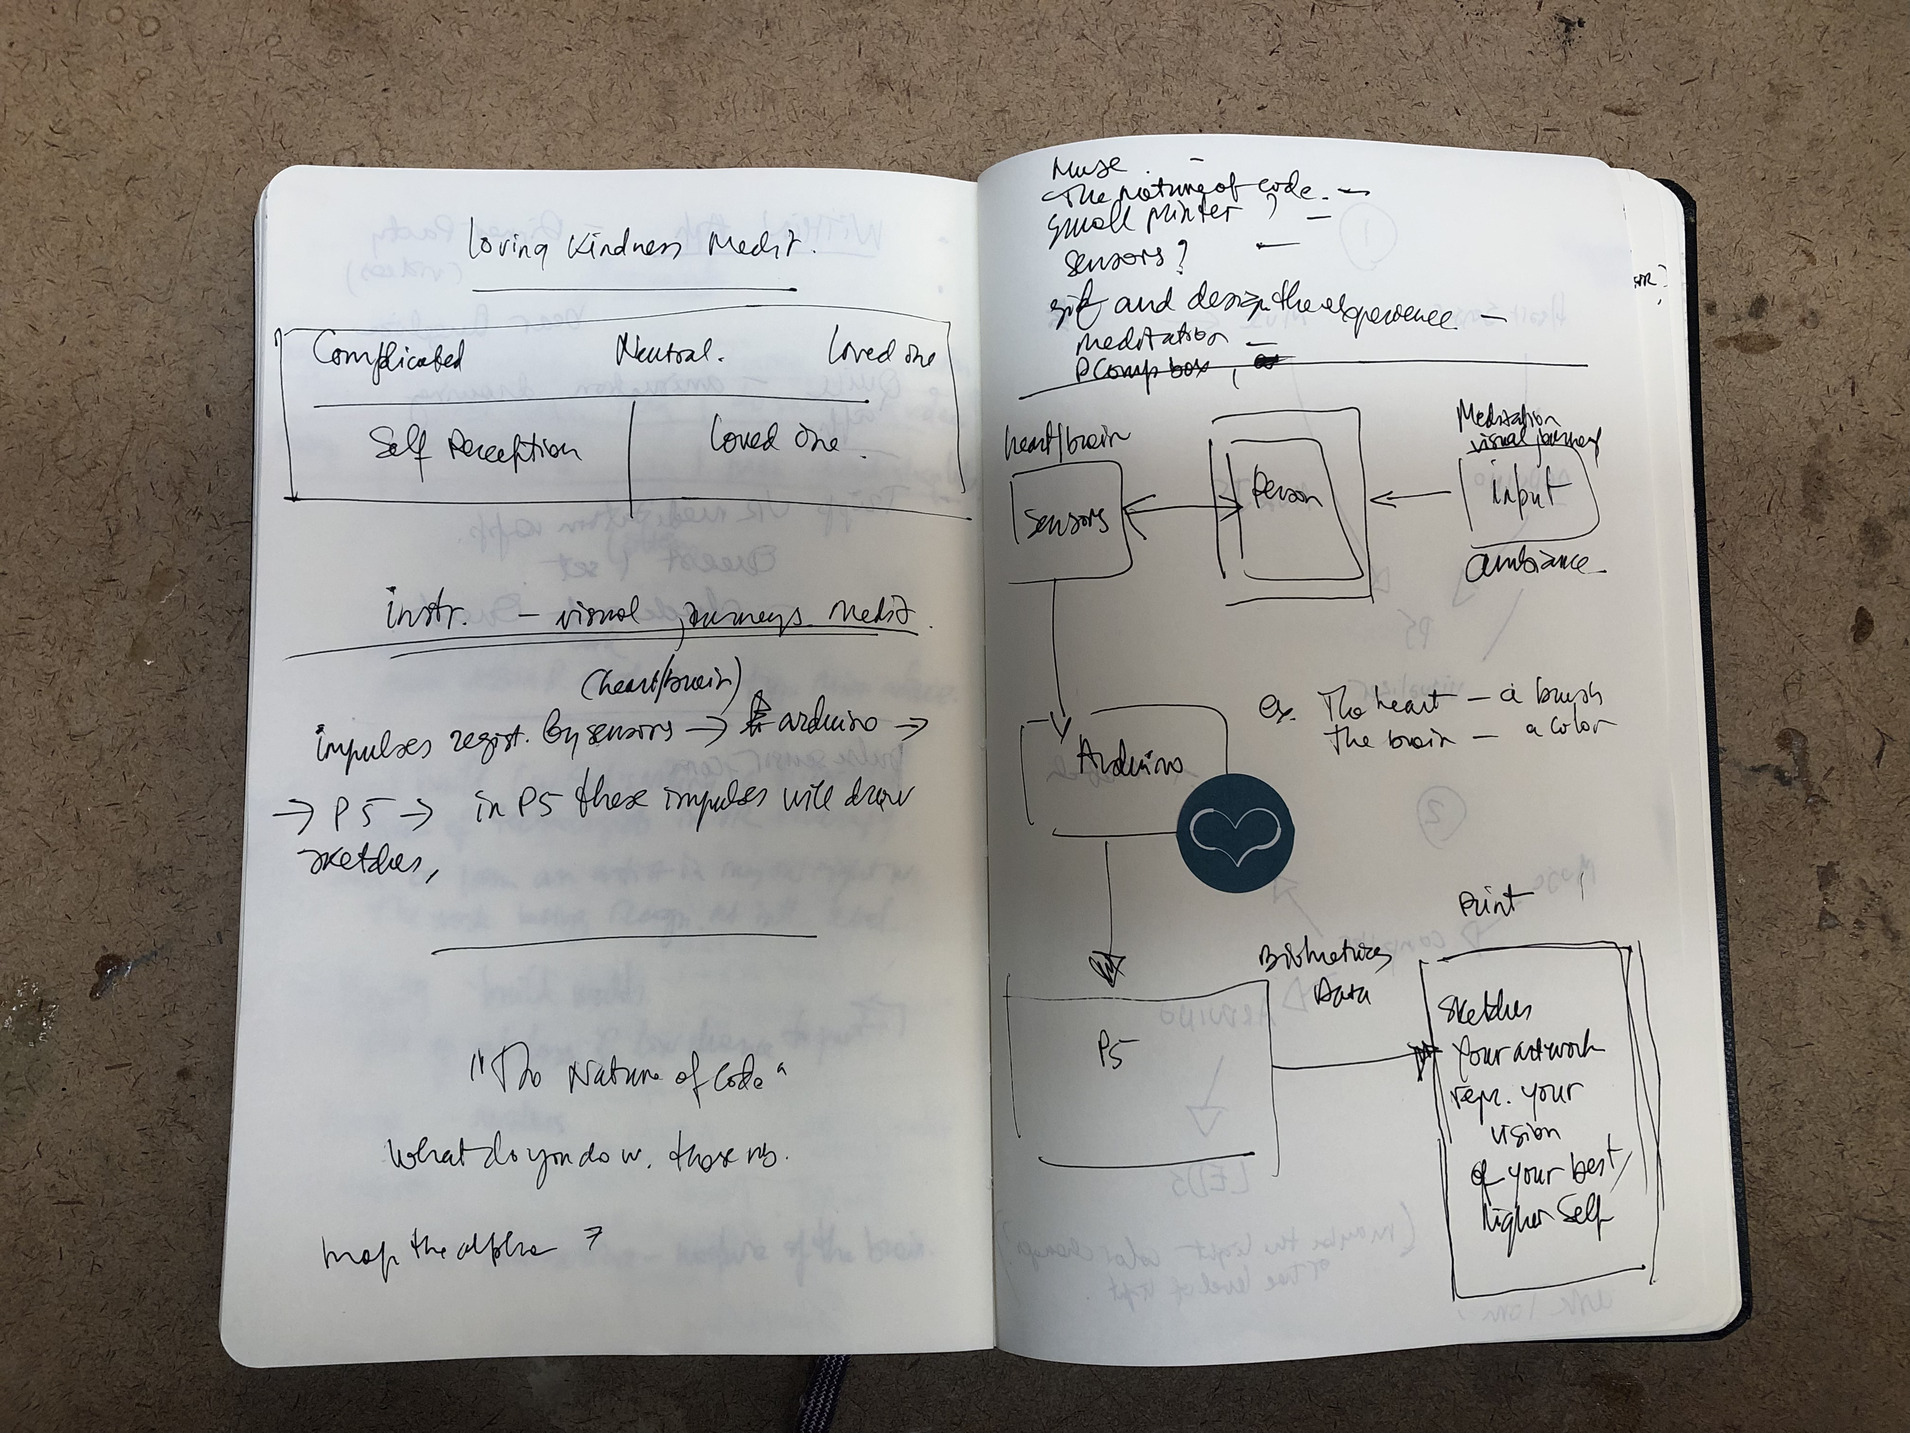 Loving Kindness Medit.
Complicated Neutral. Loved one
Self Perception Loved one.
instr. – visual journeys medit.
(heart/brain)
impulses regist. by sensors → arduino →
→ P5 → in P5 these impulses will draw
sketches,
"The Nature of Code"
What do you do w. those
map the alpha
Muse –
The nature of code. –
small printer ? –
sensors? –
and design the experience. –
meditation –
PComp box,
heart/brain
sensors
Person
Meditation
visual journey
input
ambiance
ex. The heart – a brush
the brain – a color
Arduino
P5
Biometrics
Data
Print
Sketches
Your artwork
repr. your
vision
of your best/
higher Self